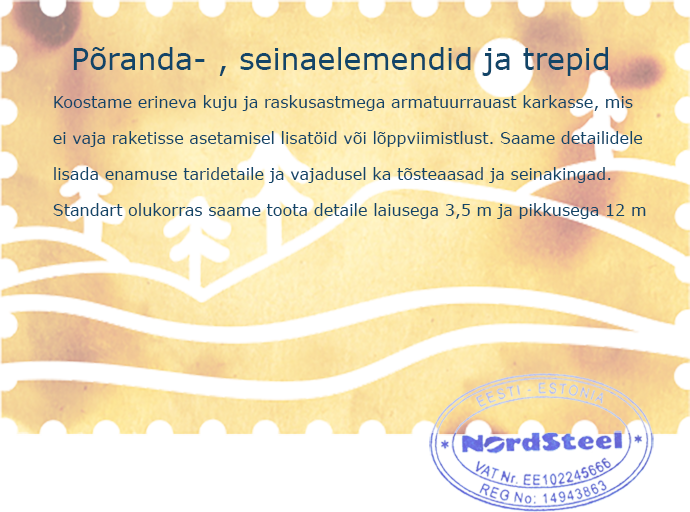 Põranda- , seinaelemendid ja trepid
Koostame erineva kuju ja raskusastmega armatuurrauast karkasse, mis
ei vaja raketisse asetamisel lisatöid või lõppviimistlust. Saame detailidele
lisada enamuse taridetaile ja vajadusel ka tõsteaasad ja seinakingad.
Standart olukorras saame toota detaile laiusega 3,5 m ja pikkusega 12 m
EESTI - ESTONIA
* NordSteel *
VAT Nr. EE102245666
REG No: 14943863